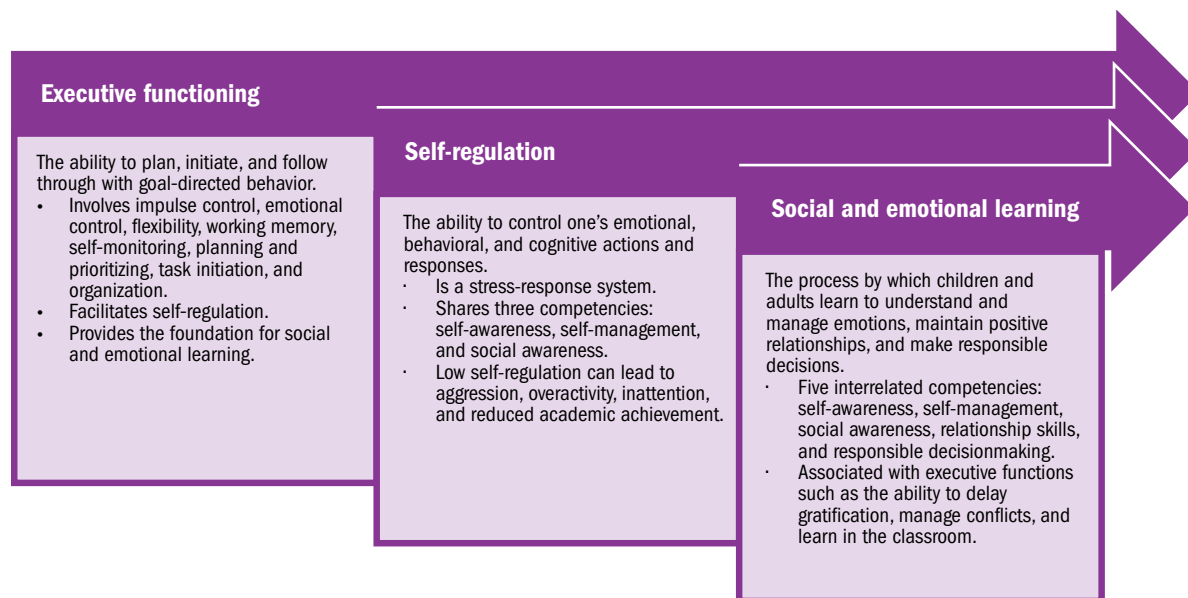 Executive functioning
The ability to plan, initiate, and follow
through with goal-directed behavior.
• Involves impulse control, emotional
control, flexibility, working memory,
self-monitoring, planning and
prioritizing, task initiation, and
organization.
• Facilitates self-regulation.
• Provides the foundation for social
and emotional learning.
Self-regulation
The ability to control one’s emotional,
behavioral, and cognitive actions and
responses.
· Is a stress-response system.
· Shares three competencies:
self-awareness, self-management,
and social awareness.
· Low self-regulation can lead to
aggression, overactivity, inattention,
and reduced academic achievement.
Social and emotional learning
The process by which children and
adults learn to understand and
manage emotions, maintain positive
relationships, and make responsible
decisions.
· Five interrelated competencies:
self-awareness, self-management,
social awareness, relationship skills,
and responsible decisionmaking.
· Associated with executive functions
such as the ability to delay
gratification, manage conflicts, and
learn in the classroom.